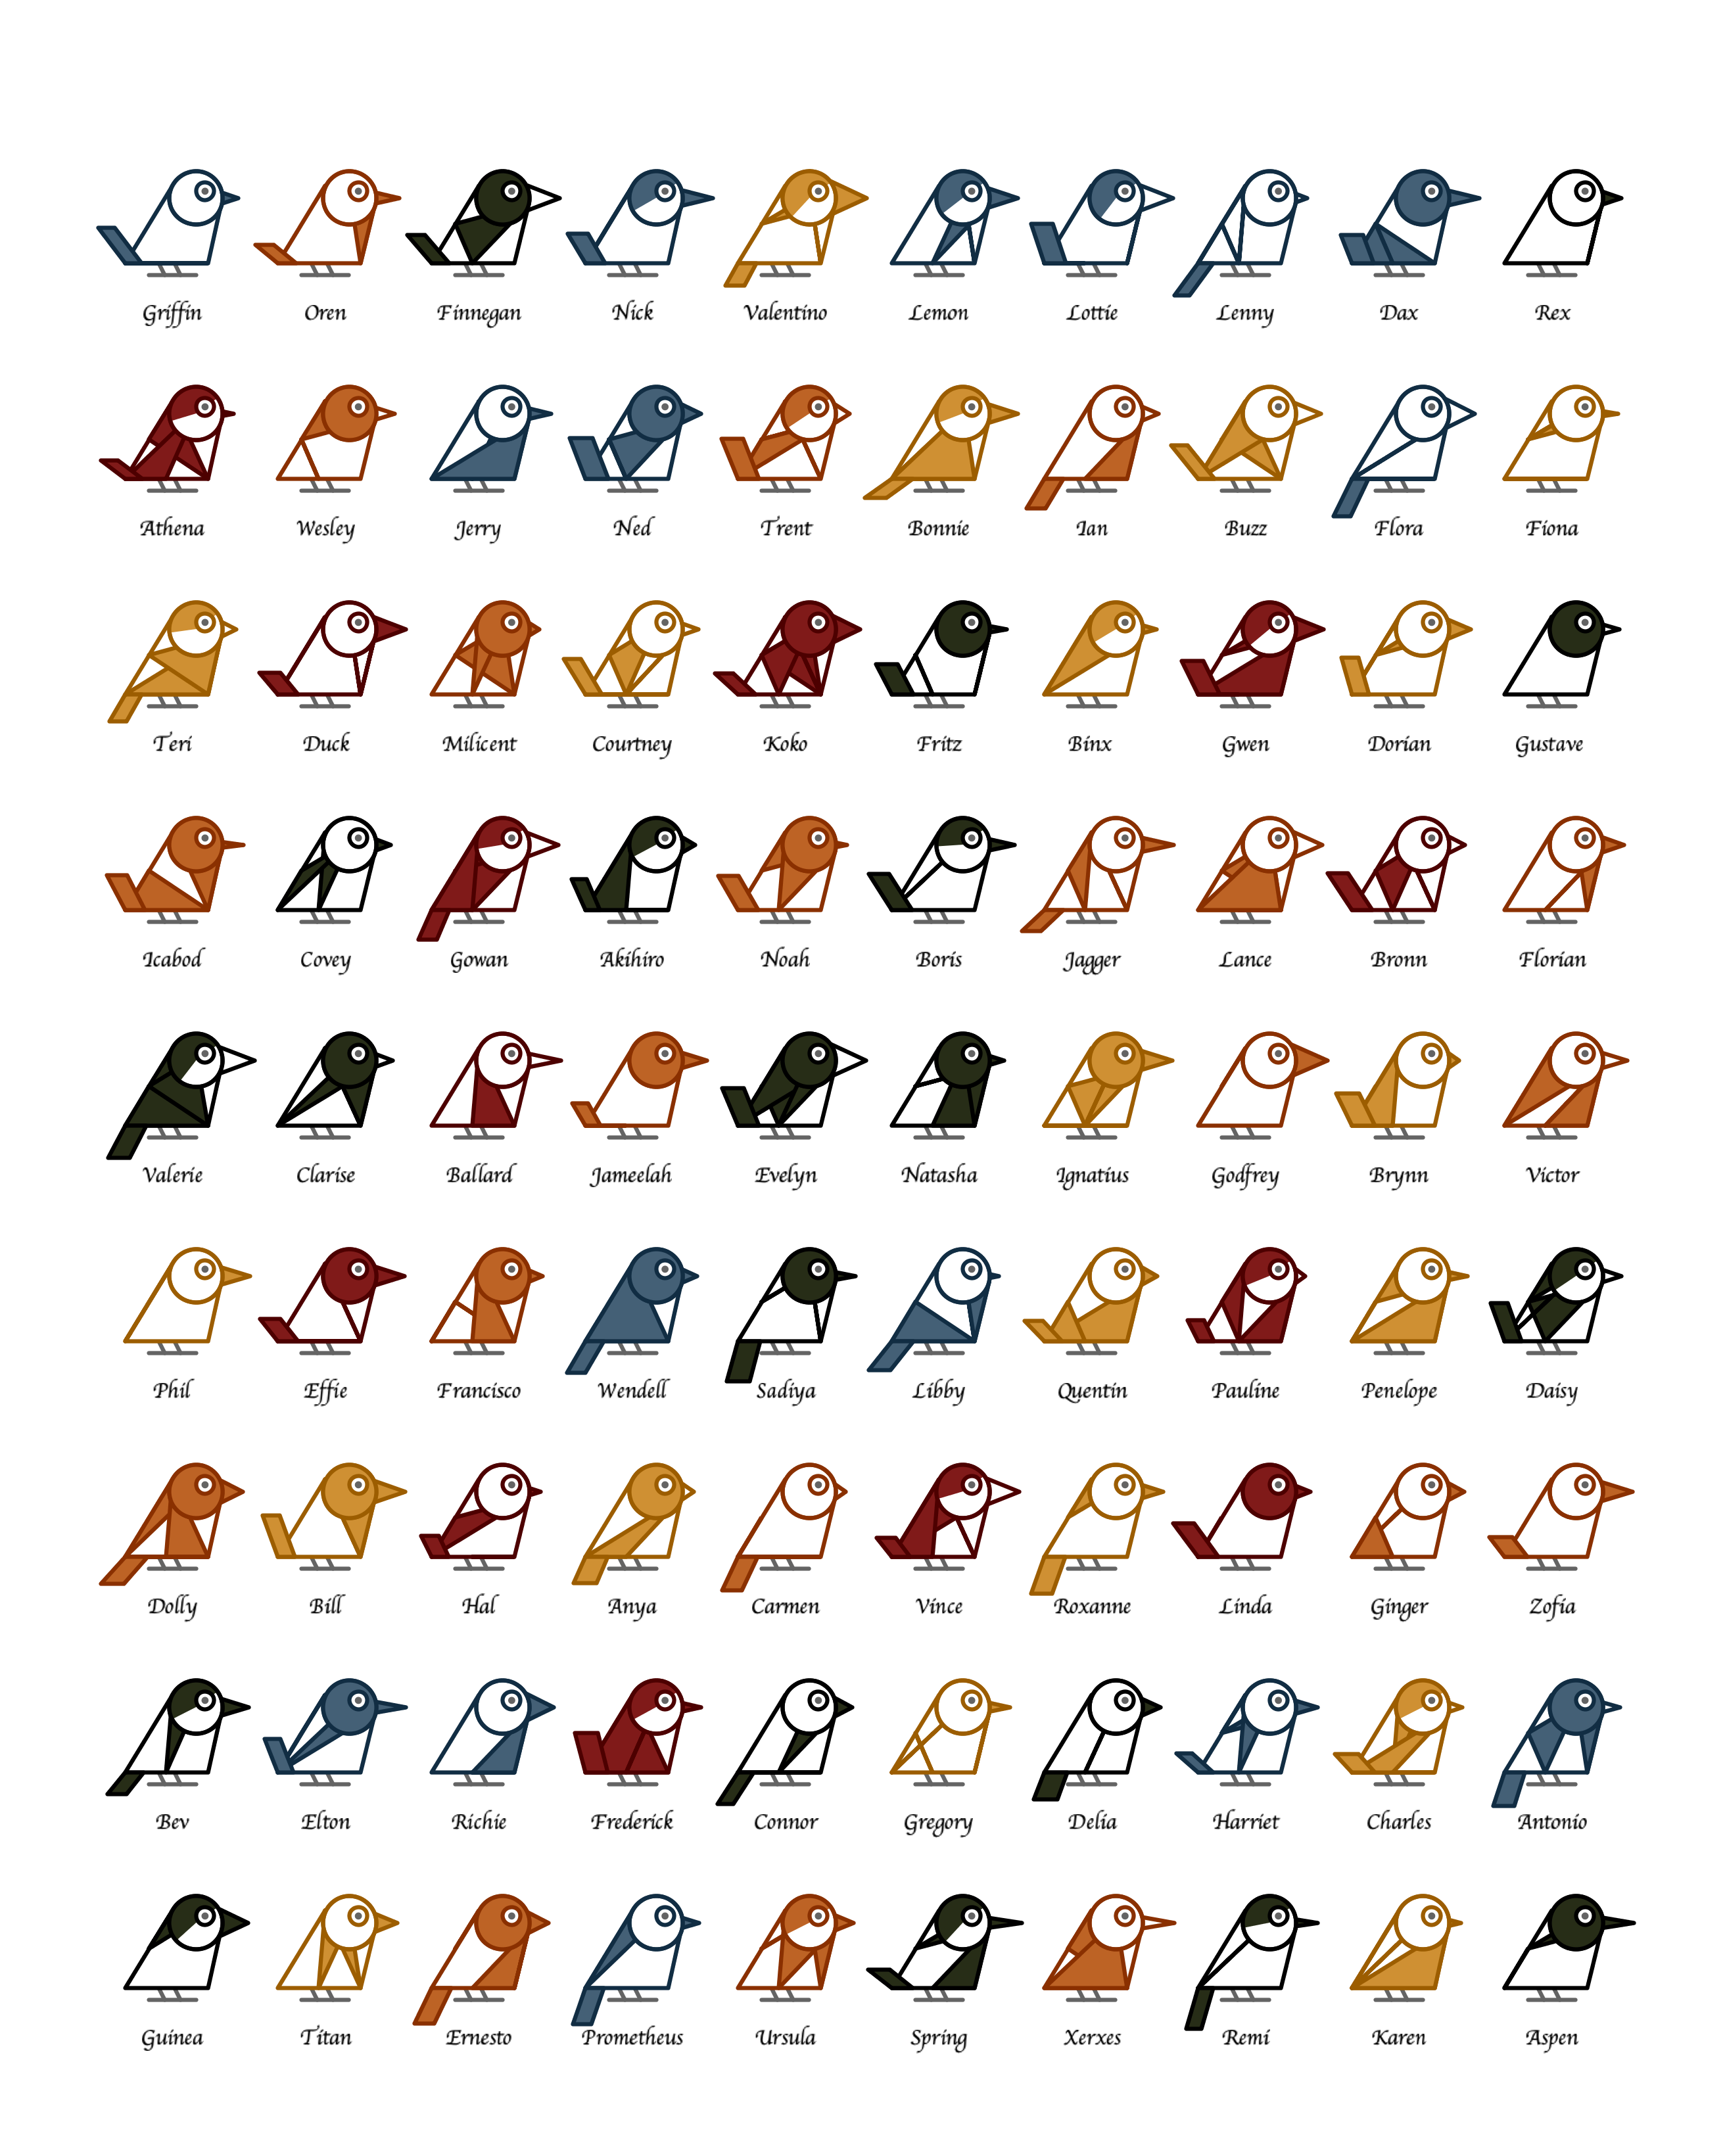 Griffin Oren Finnegan Nick Valentino Lemon Lottie Lenny Dax Rex
Athena Wesley Jerry Ned Trent Bonnie Ian Buzz Flora Fiona
Teri Duck Milicent Courtney Koko Fritz Binx Gwen Dorian Gustave
Icabod Covey Gowan Akihiro Noah Boris Jagger Lance Bronn Florian
Valerie Clarise Ballard Jameelah Evelyn Natasha Ignatius Godfrey Brynn Victor
Phil Effie Francisco Wendell Sadiya Libby Quentin Pauline Penelope Daisy
Dolly Bill Hal Anya Carmen Vince Roxanne Linda Ginger Zofia
Bev Elton Richie Frederick Connor Gregory Delia Harriet Charles Antonio
Guinea Titan Ernesto Prometheus Ursula Spring Xerxes Remi Karen Aspen